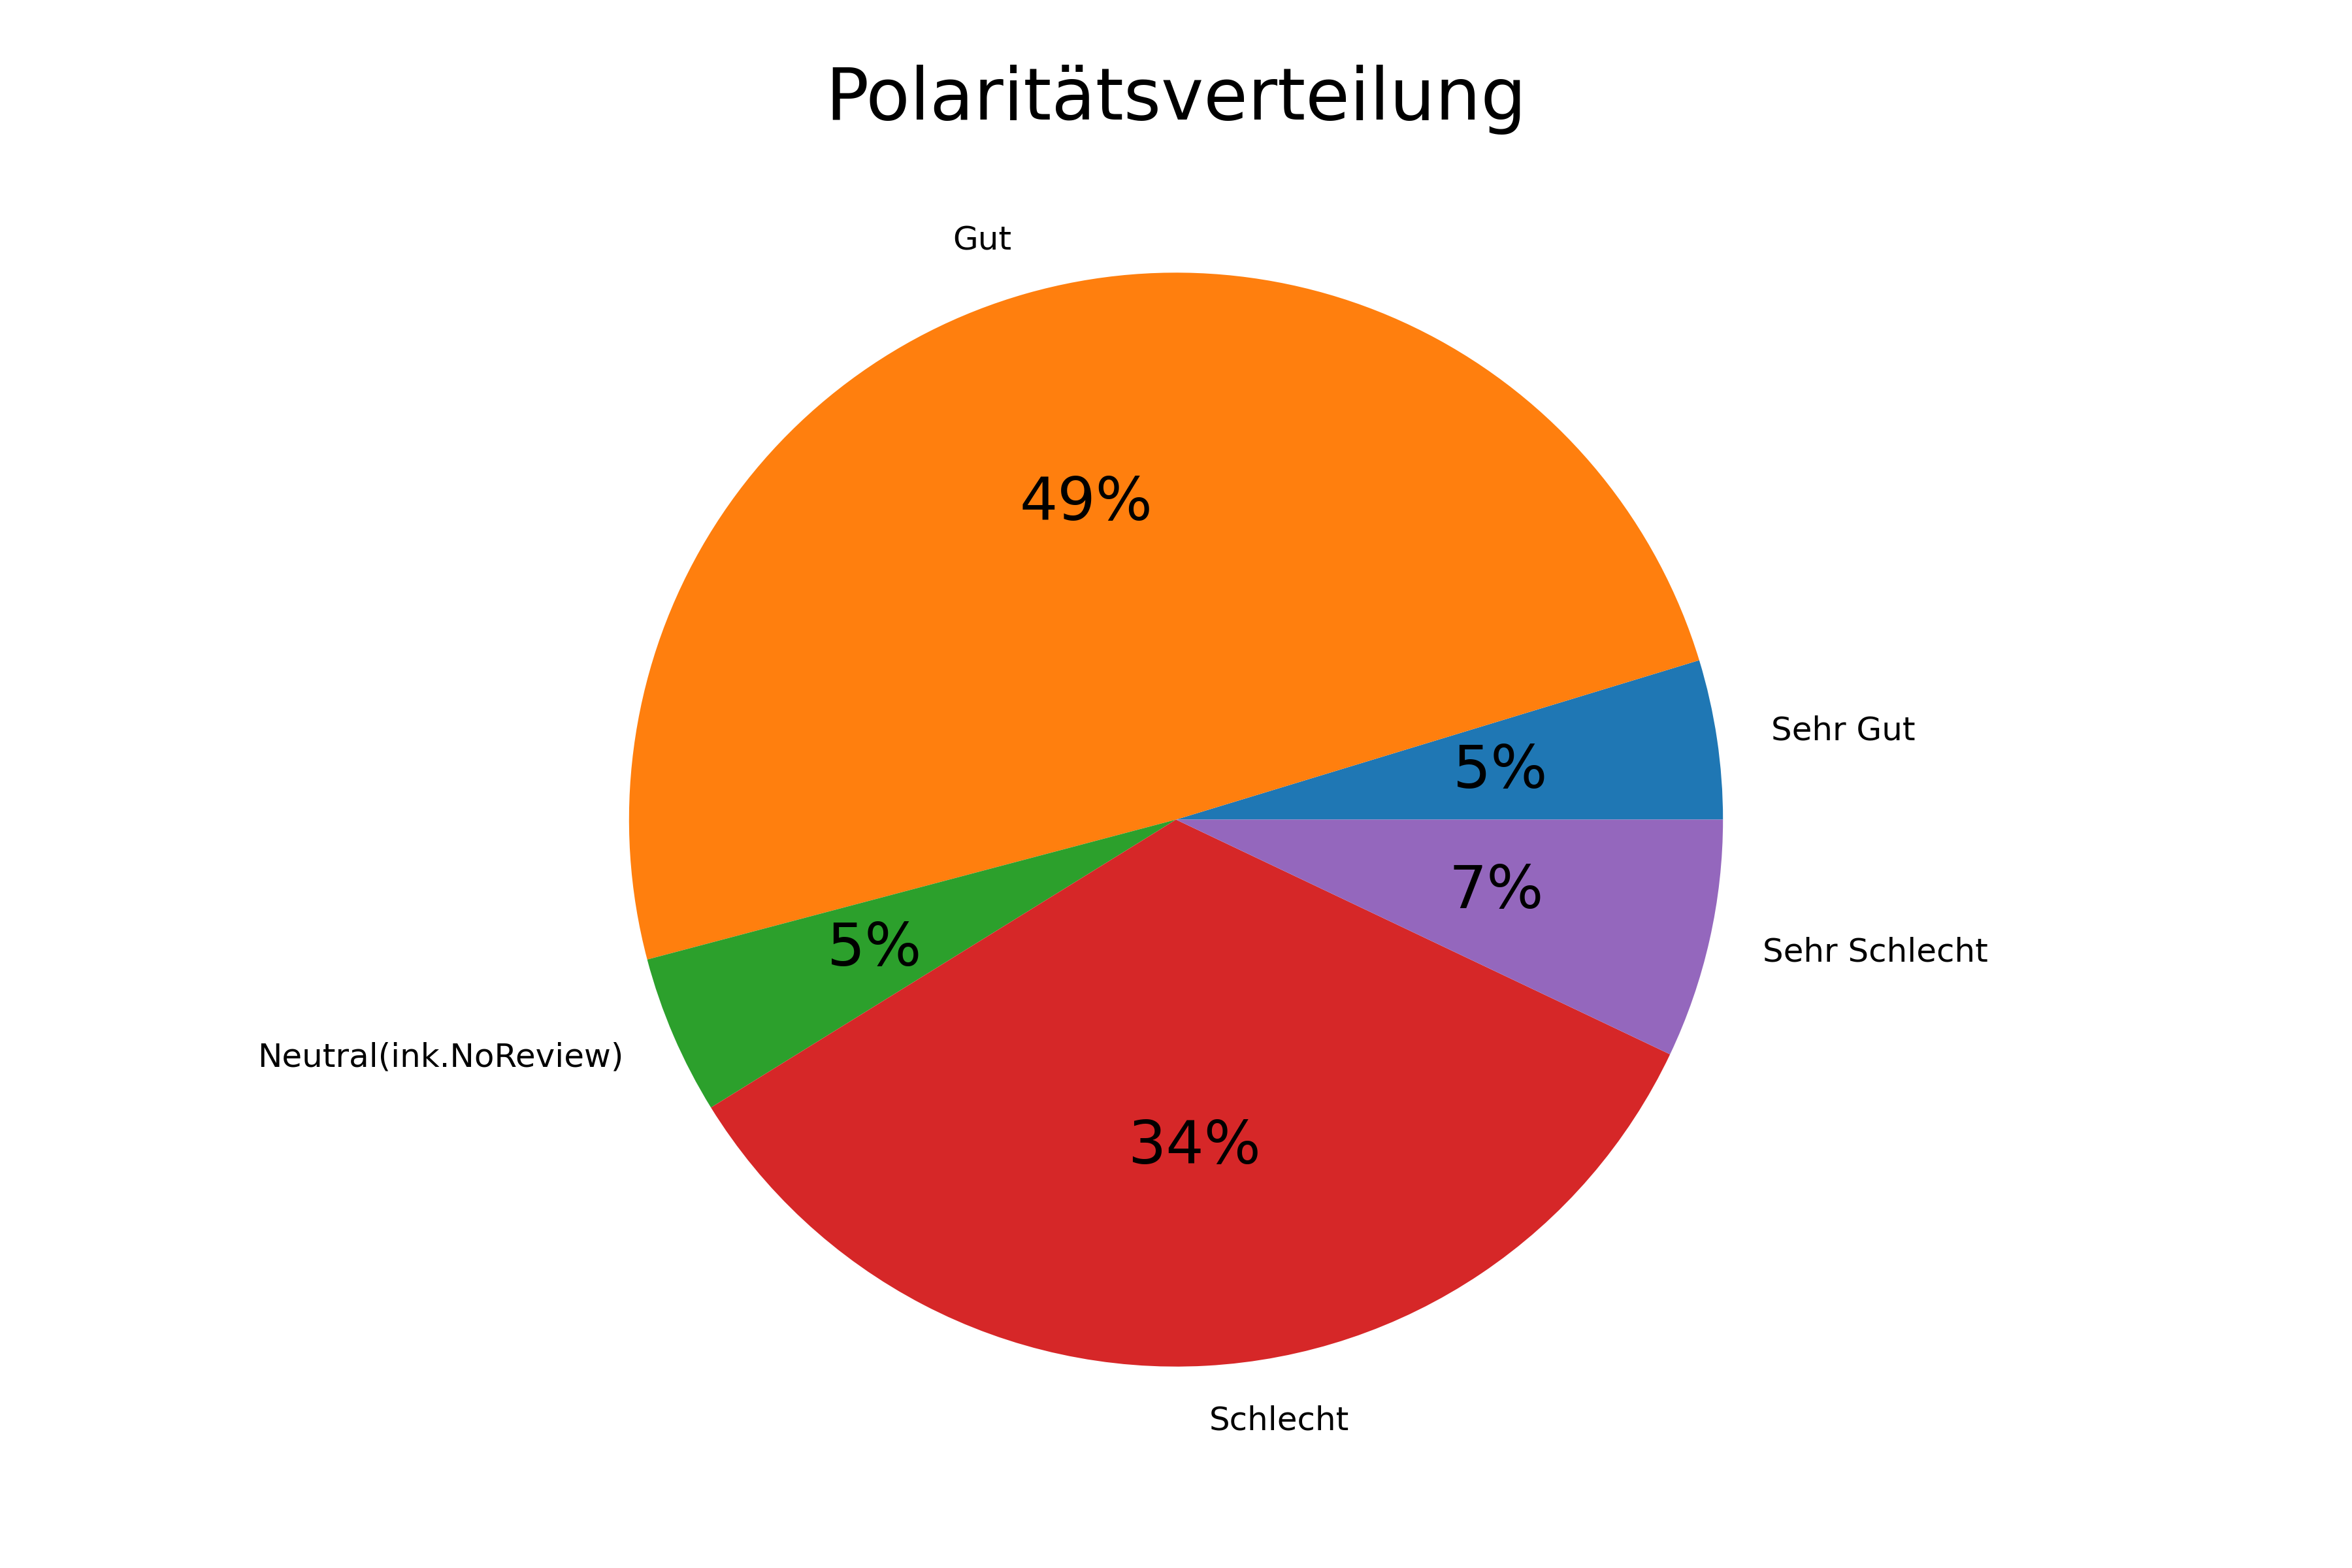 Polaritätsverteilung
Gut
49%
Sehr Gut
5%
7%
5%
Sehr Schlecht
Neutral(ink.NoReview)
34%
Schlecht